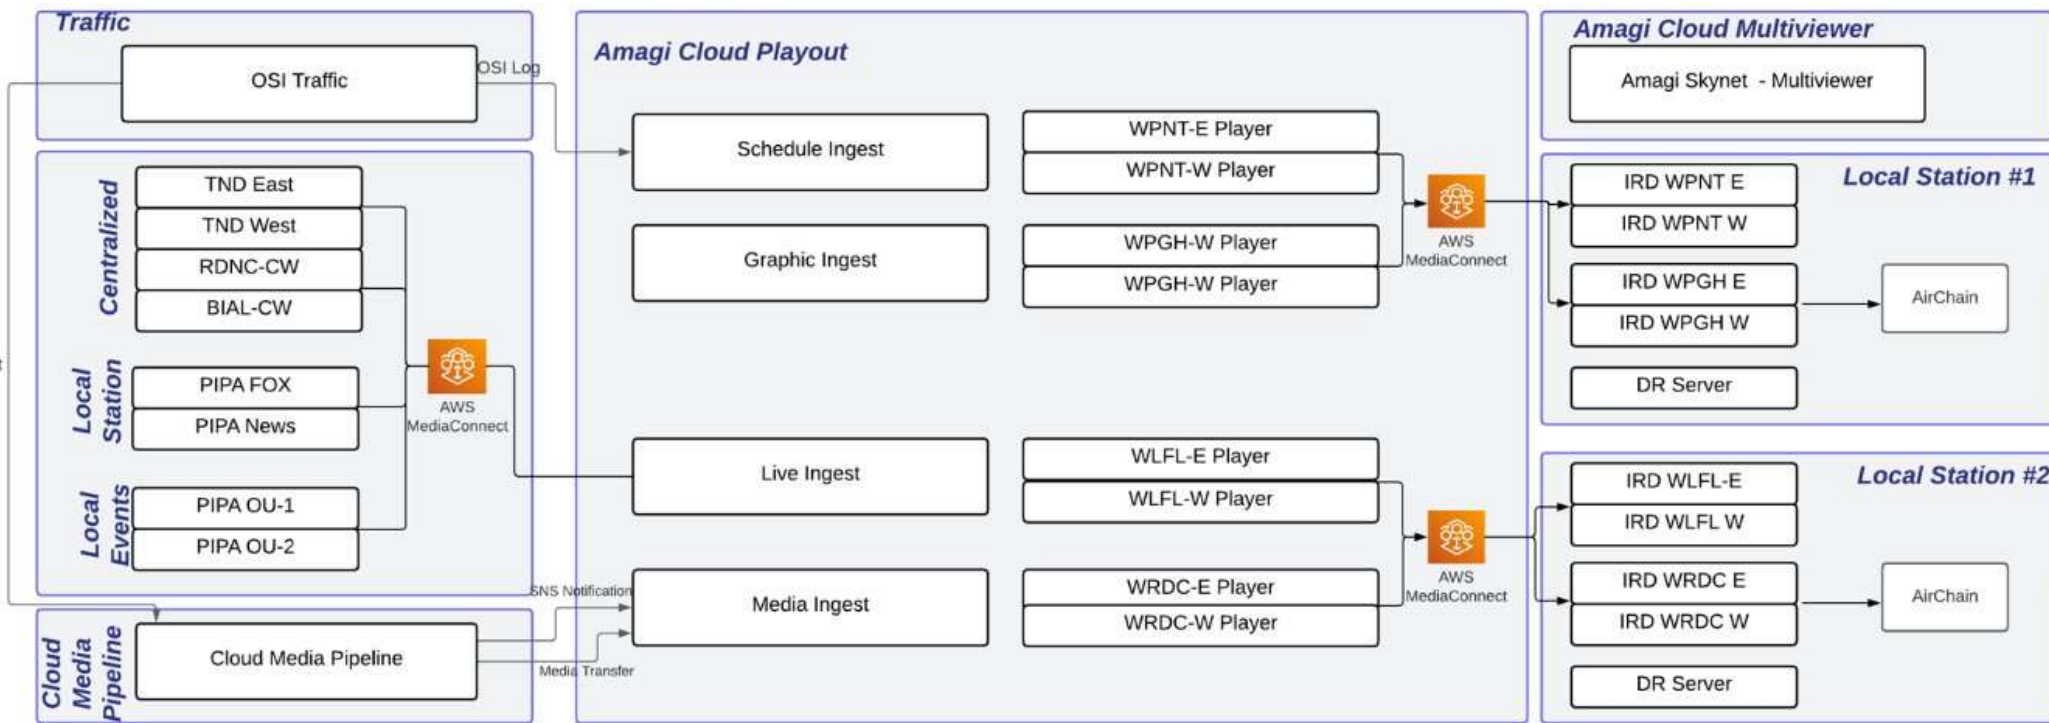 Traffic
OSI Traffic
OSI Log
Centralized
TND East
TND West
RDNC-CW
BIAL-CW
Local
Station
PIPA FOX
PIPA News
Local
Events
PIPA OU-1
PIPA OU-2
AWS
MediaConnect
Cloud
Media
Pipeline
Cloud Media Pipeline
SNS Notification
Media Transfer
Amagi Cloud Playout
Schedule Ingest
Graphic Ingest
Live Ingest
Media Ingest
WPNT-E Player
WPNT-W Player
WPGH-W Player
WPGH-W Player
AWS
MediaConnect
WLFL-E Player
WLFL-W Player
WRDC-E Player
WRDC-W Player
AWS
MediaConnect
Amagi Cloud Multiviewer
Amagi Skynet - Multiviewer
Local Station #1
IRD WPNT E
IRD WPNT W
IRD WPGH E
IRD WPGH W
AirChain
DR Server
Local Station #2
IRD WLFL-E
IRD WLFL W
IRD WRDC E
IRD WRDC W
AirChain
DR Server